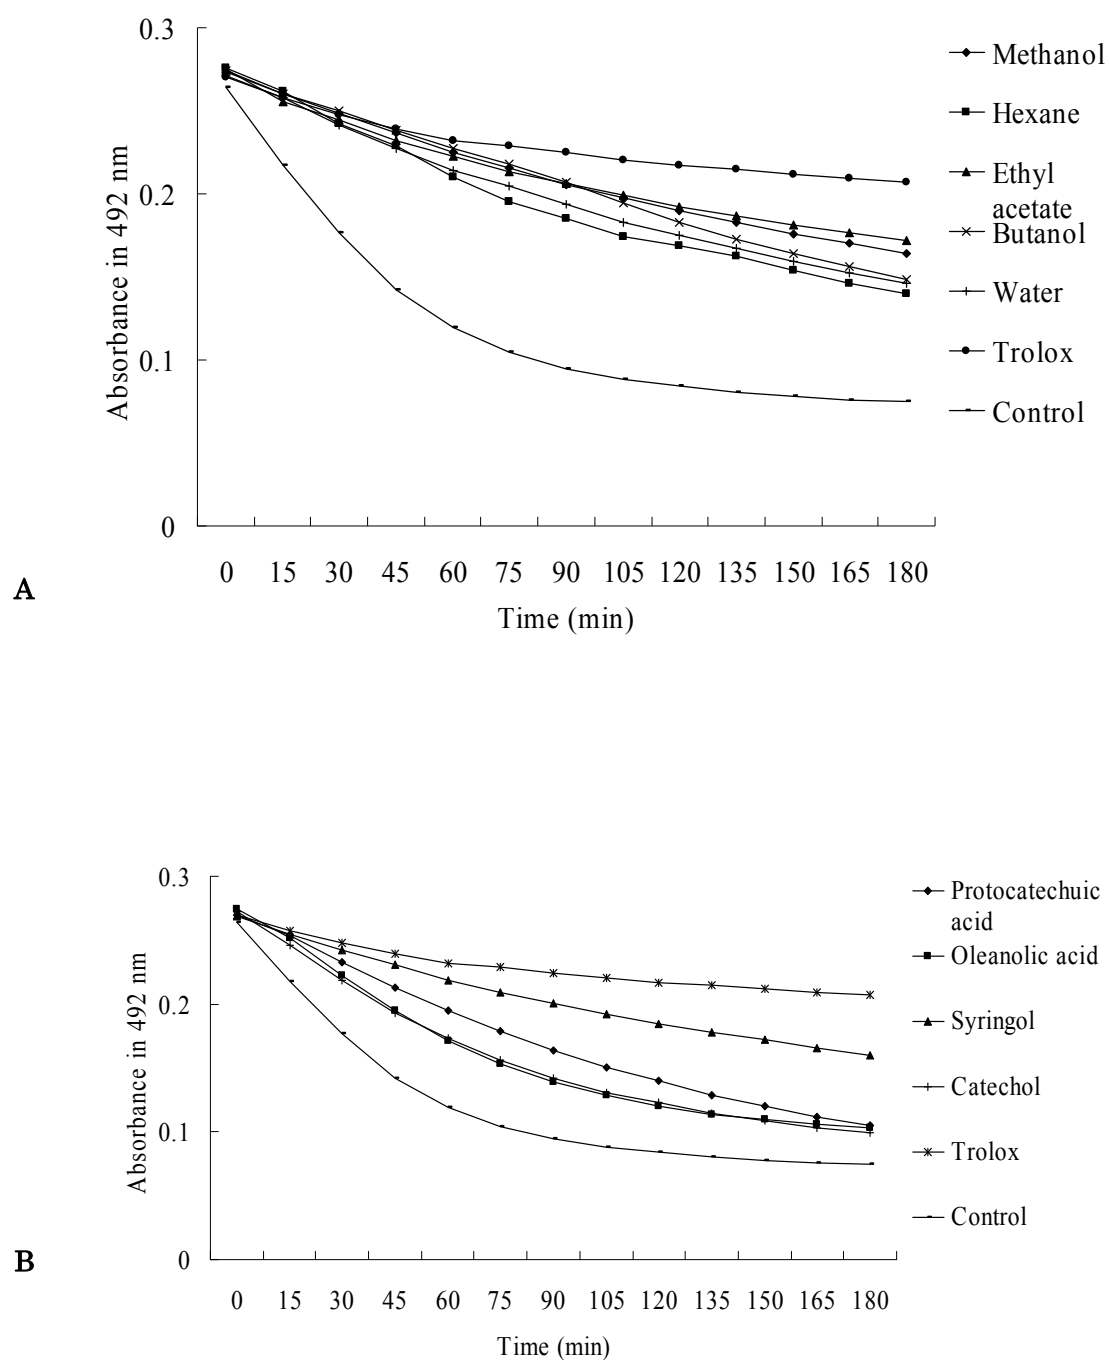 0.3
0.2
0.1
0
Absorbance in 492 nm
0 15 30 45 60 75 90 105 120 135 150 165 180
Time (min)
Methanol
Hexane
Ethyl
acetate
Butanol
Water
Trolox
Control
A
0.3
0.2
0.1
0
Absorbance in 492 nm
0 15 30 45 60 75 90 105 120 135 150 165 180
Time (min)
Protocatechuic
acid
Oleanolic acid
Syringol
Catechol
Trolox
Control
B